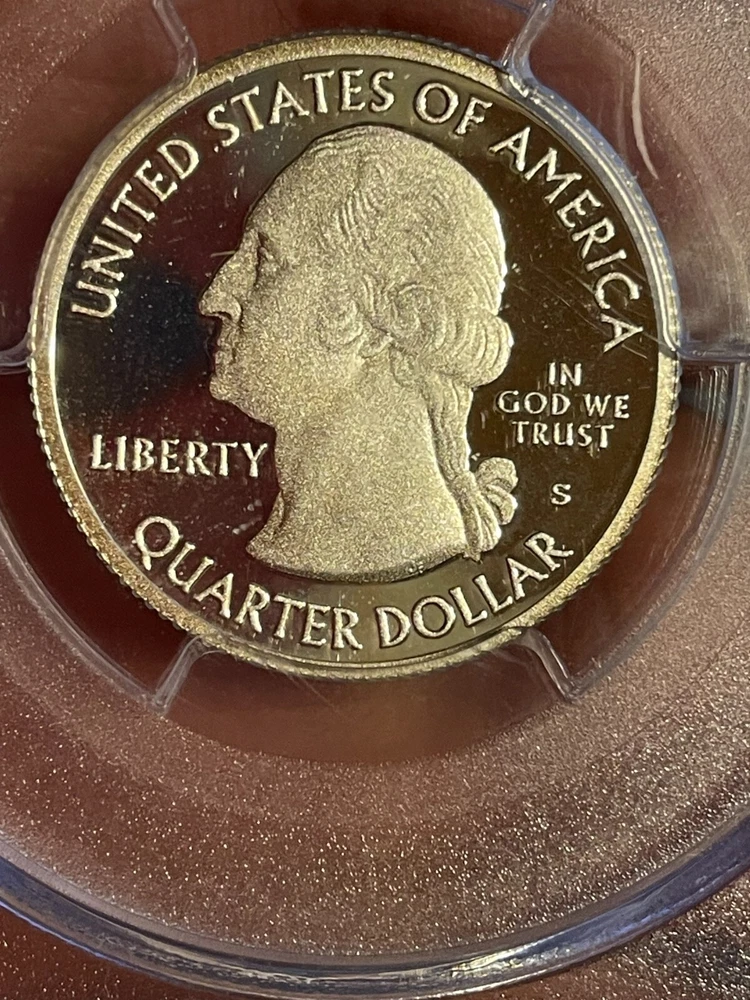 UNITED STATES OF AMERICA
LIBERTY
IN
GOD WE
TRUST
S
QUARTER DOLLAR